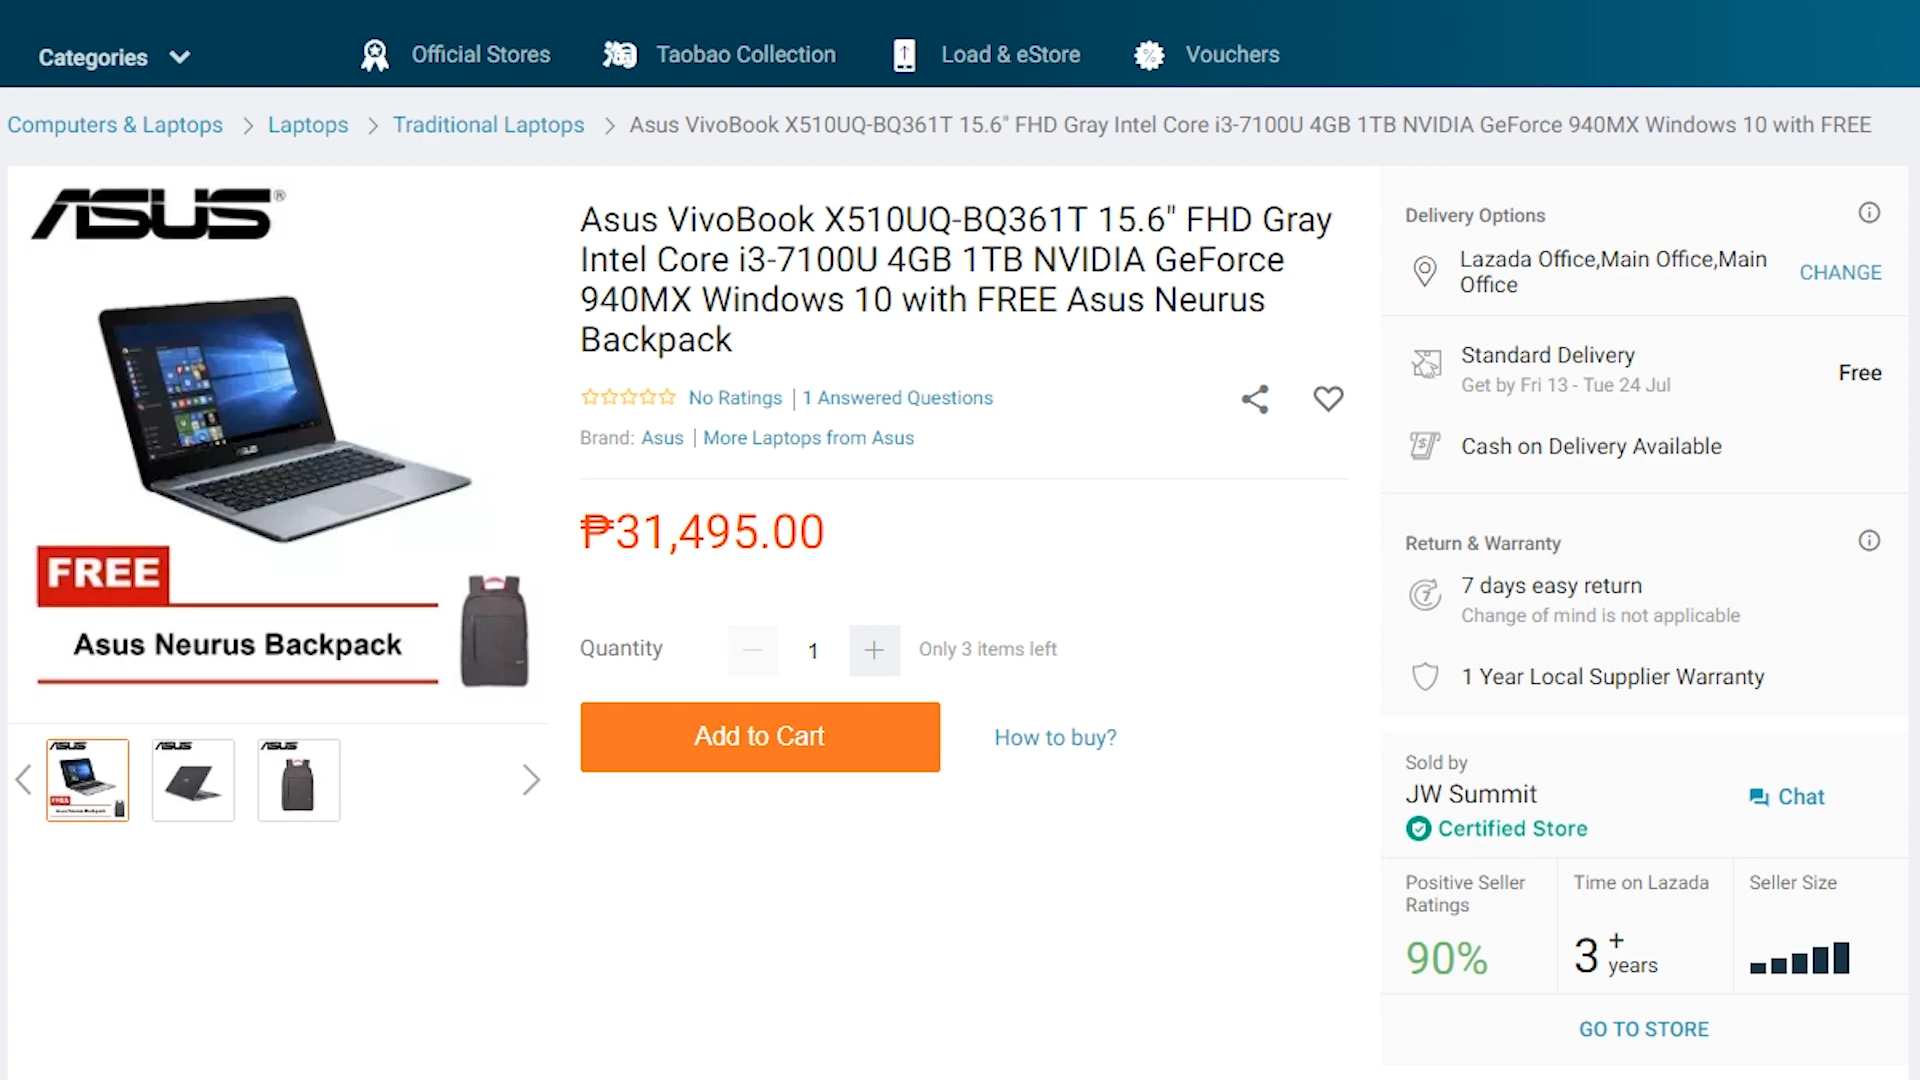 Categories
Official Stores
Taobao Collection
Load & eStore
Vouchers
Computers & Laptops
Laptops
Traditional Laptops
Asus VivoBook X510UQ-BQ361T 15.6" FHD Gray Intel Core i3-7100U 4GB 1TB NVIDIA GeForce 940MX Windows 10 with FREE
ASUS®
FREE
Asus Neurus Backpack
ASUS
ASUS
ASUS
Asus VivoBook X510UQ-BQ361T 15.6" FHD Gray
Intel Core i3-7100U 4GB 1TB NVIDIA GeForce
940MX Windows 10 with FREE Asus Neurus
Backpack
No Ratings | 1 Answered Questions
Brand: Asus | More Laptops from Asus
₱31,495.00
Quantity
1
Only 3 items left
Add to Cart
How to buy?
Delivery Options
Lazada Office,Main Office,Main
Office
CHANGE
Standard Delivery
Get by Fri 13 - Tue 24 Jul
Free
Cash on Delivery Available
Return & Warranty
7 days easy return
Change of mind is not applicable
1 Year Local Supplier Warranty
Sold by
JW Summit
Chat
Certified Store
Positive Seller
Ratings
90%
Time on Lazada
3+ years
Seller Size
GO TO STORE